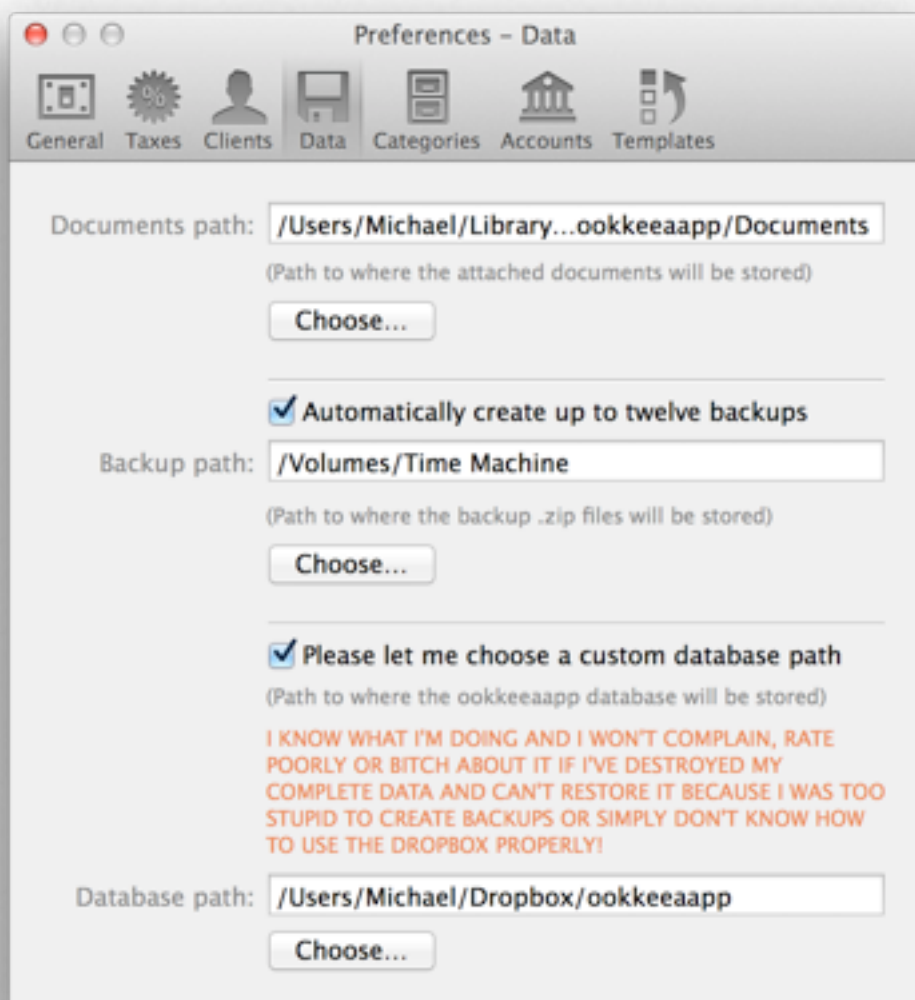 Preferences – Data
General Taxes Clients Data Categories Accounts Templates
Documents path: /Users/Michael/Library...ookkeeaapp/Documents
(Path to where the attached documents will be stored)
Choose...
Automatically create up to twelve backups
Backup path: /Volumes/Time Machine
(Path to where the backup .zip files will be stored)
Choose...
Please let me choose a custom database path
(Path to where the ookkeeaapp database will be stored)
I KNOW WHAT I'M DOING AND I WON'T COMPLAIN, RATE
POORLY OR BITCH ABOUT IT IF I'VE DESTROYED MY
COMPLETE DATA AND CAN'T RESTORE IT BECAUSE I WAS TOO
STUPID TO CREATE BACKUPS OR SIMPLY DON'T KNOW HOW
TO USE THE DROPBOX PROPERLY!
Database path: /Users/Michael/Dropbox/ookkeeaapp
Choose...